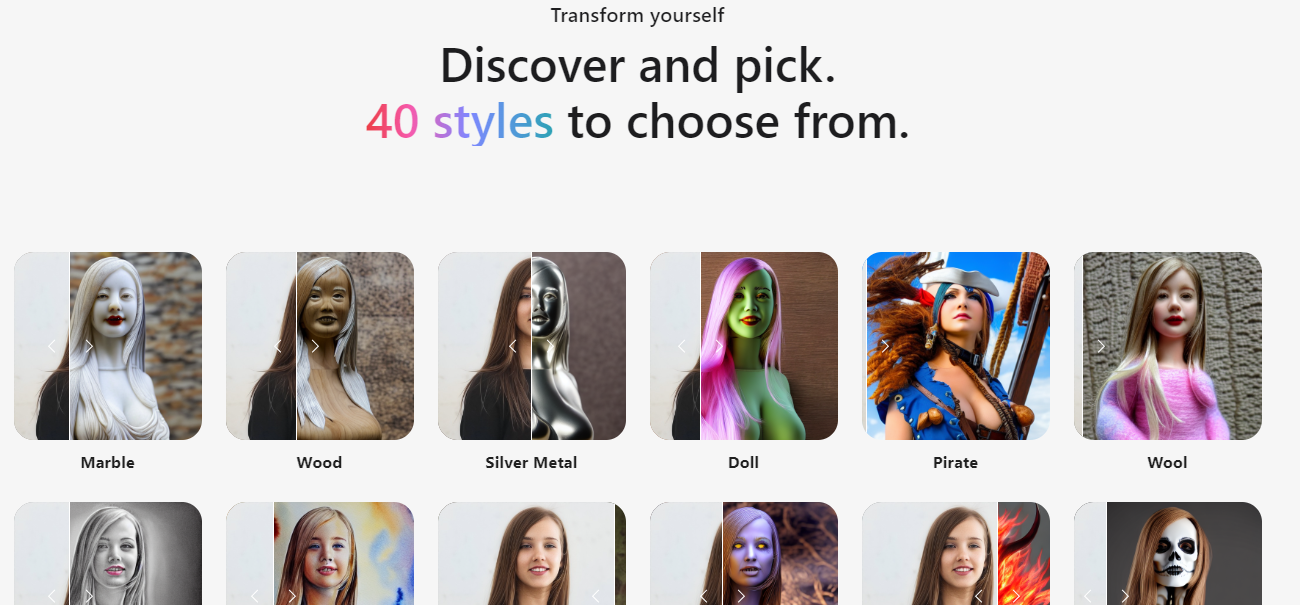 Transform yourself
Discover and pick.
40 styles to choose from.
Marble
Wood
Silver Metal
Doll
Pirate
Wool